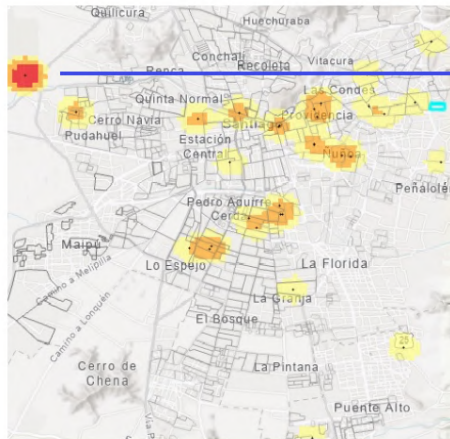 Quilicura
Huechuraba
Conchalí
Vitacura
Renca
Recoleta
Quinta Normal
Las Condes
Cerro Navia
Santiago
Providencia
Pudahuel
Estación
Central
Ñuñoa
Peñalolén
Pedro Aguirre
Cerda
Maipú
Lo Espejo
La Florida
Camino a Melipilla
La Granja
Camino a Lonquén
El Bosque
25
Cerro de
Chena
La Pintana
Puente Alto